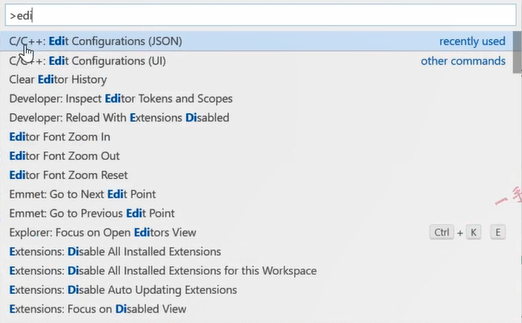 >edi
C/C++: Edit Configurations (JSON) recently used
C/C++: Edit Configurations (UI) other commands
Clear Editor History
Developer: Inspect Editor Tokens and Scopes
Developer: Reload With Extensions Disabled
Editor Font Zoom In
Editor Font Zoom Out
Editor Font Zoom Reset
Emmet: Go to Next Edit Point
Emmet: Go to Previous Edit Point
Explorer: Focus on Open Editors View Ctrl + K E
Extensions: Disable All Installed Extensions
Extensions: Disable All Installed Extensions for this Workspace
Extensions: Disable Auto Updating Extensions
Extensions: Focus on Disabled View